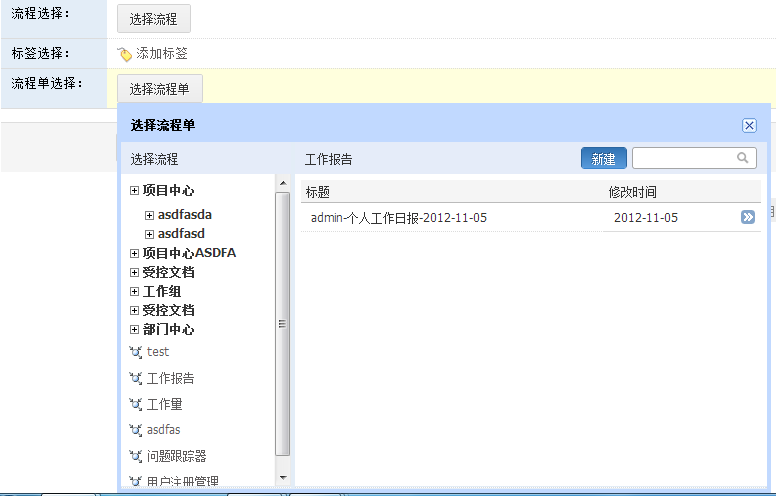 流程选择：
选择流程
标签选择：
添加标签
流程单选择：
选择流程单
选择流程单
选择流程
工作报告
新建
标题
修改时间
admin-个人工作日报-2012-11-05
2012-11-05
项目中心
asdfasda
asdfasd
项目中心ASDFA
受控文档
工作组
受控文档
部门中心
test
工作报告
工作量
asdfas
问题跟踪器
用户注册管理